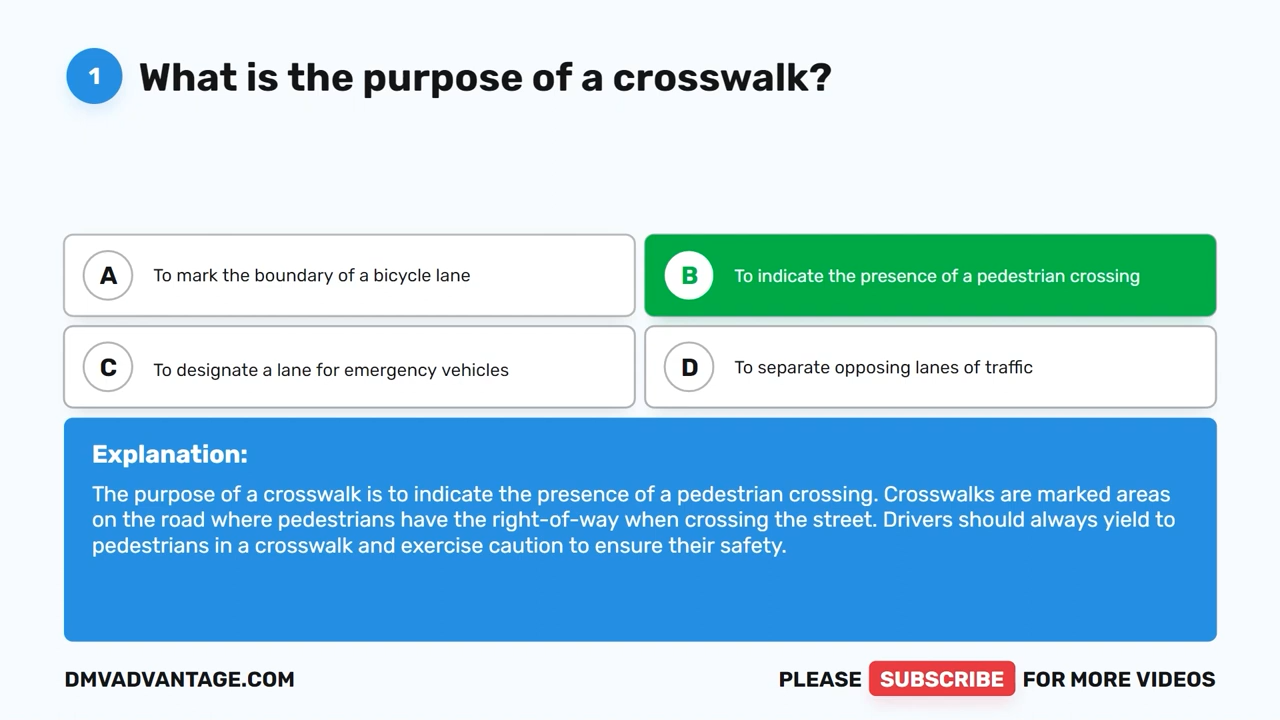 1 What is the purpose of a crosswalk?
A To mark the boundary of a bicycle lane
B To indicate the presence of a pedestrian crossing
C To designate a lane for emergency vehicles
D To separate opposing lanes of traffic
Explanation:
The purpose of a crosswalk is to indicate the presence of a pedestrian crossing. Crosswalks are marked areas
on the road where pedestrians have the right-of-way when crossing the street. Drivers should always yield to
pedestrians in a crosswalk and exercise caution to ensure their safety.
DMVADVANTAGE.COM
PLEASE SUBSCRIBE FOR MORE VIDEOS